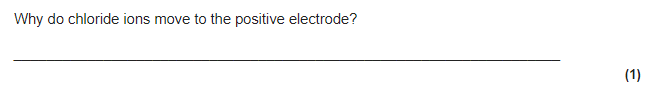 Why do chloride ions move to the positive electrode?
(1)